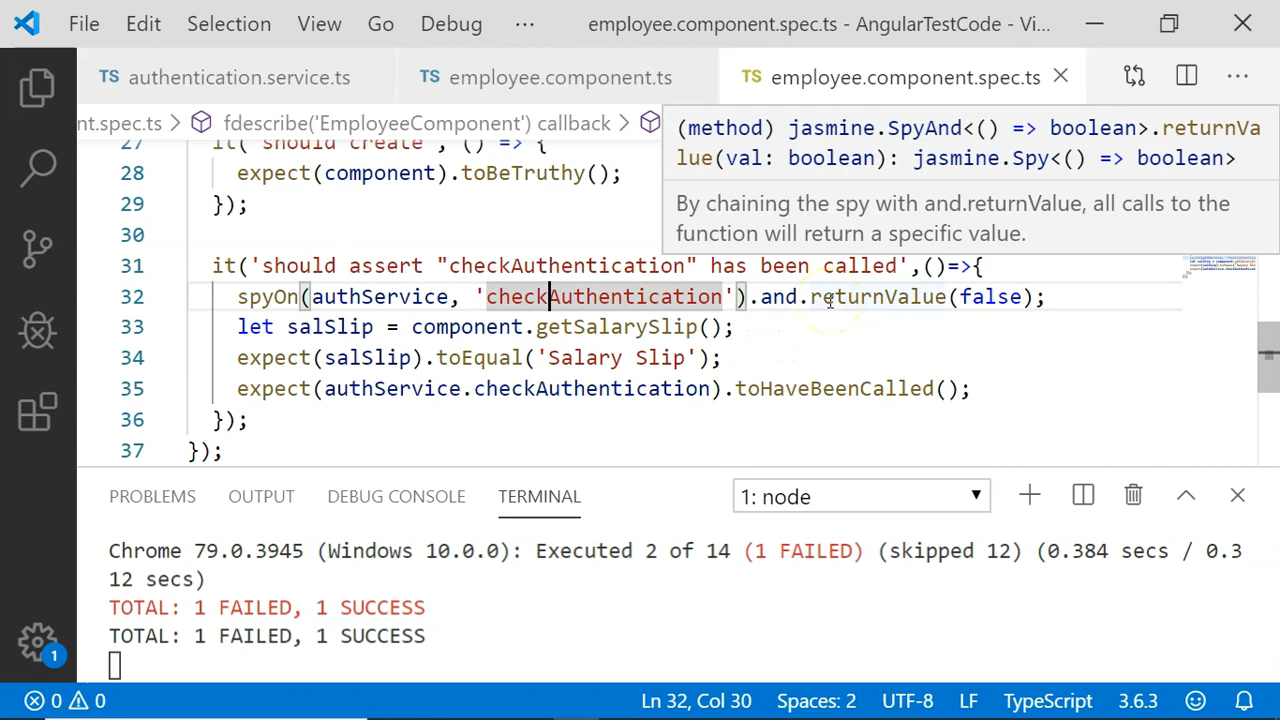 File Edit Selection View Go Debug ··· employee.component.spec.ts - AngularTestCode - Vi...
TS authentication.service.ts TS employee.component.ts TS employee.component.spec.ts
nt.spec.ts > fdescribe('EmployeeComponent') callback >
(method) jasmine.SpyAnd<() => boolean>.returnVa
lue(val: boolean): jasmine.Spy<() => boolean>
By chaining the spy with and.returnValue, all calls to the
function will return a specific value.
27 it('should create', () => {
28 expect(component).toBeTruthy();
29 });
30
31 it('should assert "checkAuthentication" has been called',()=>{
32 spyOn(authService, 'checkAuthentication').and.returnValue(false);
33 let salSlip = component.getSalarySlip();
34 expect(salSlip).toEqual('Salary Slip');
35 expect(authService.checkAuthentication).toHaveBeenCalled();
36 });
37 });
PROBLEMS OUTPUT DEBUG CONSOLE TERMINAL 1: node
Chrome 79.0.3945 (Windows 10.0.0): Executed 2 of 14 (1 FAILED) (skipped 12) (0.384 secs / 0.3
12 secs)
TOTAL: 1 FAILED, 1 SUCCESS
TOTAL: 1 FAILED, 1 SUCCESS
1
0 0 Ln 32, Col 30 Spaces: 2 UTF-8 LF TypeScript 3.6.3